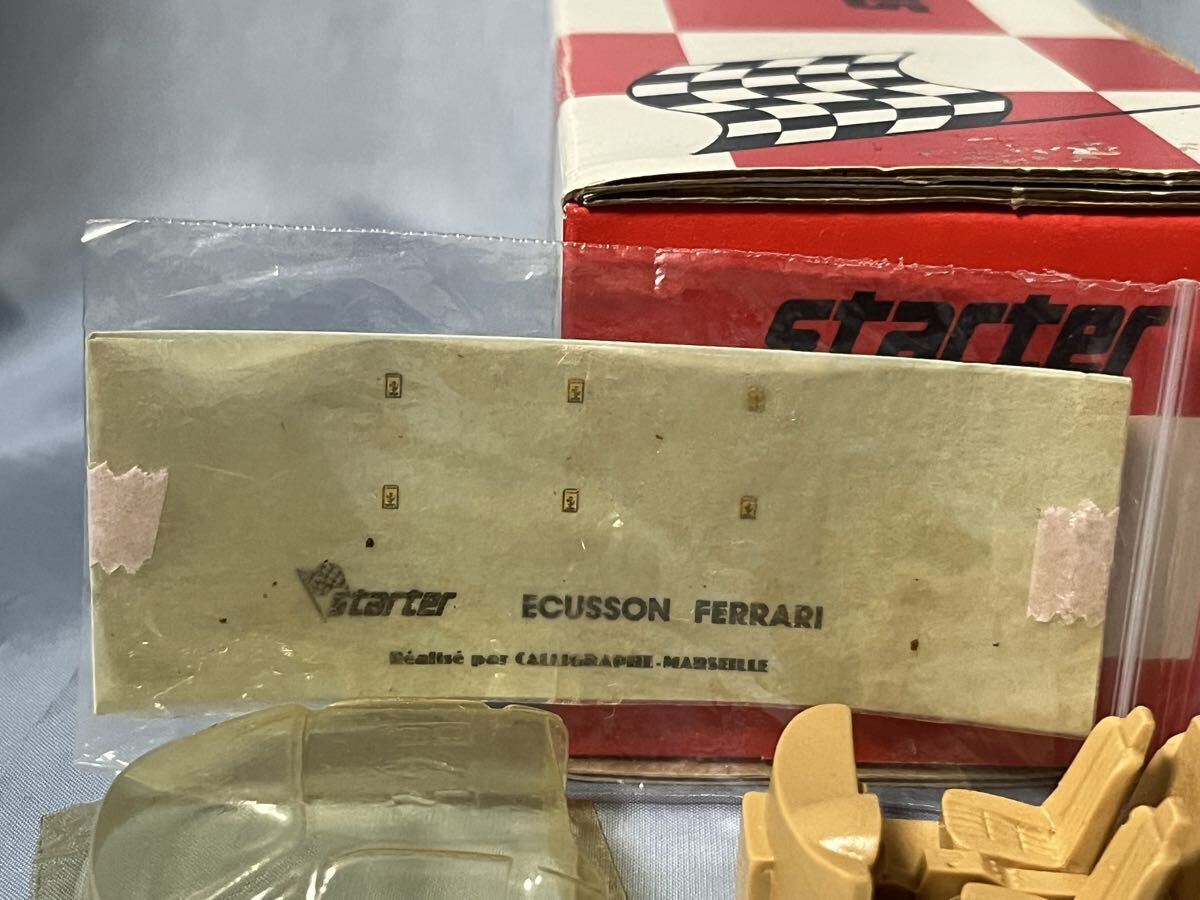 starter
starter ECUSSON FERRARI
Réalisé par CALLIGRAPHE-MARSEILLE